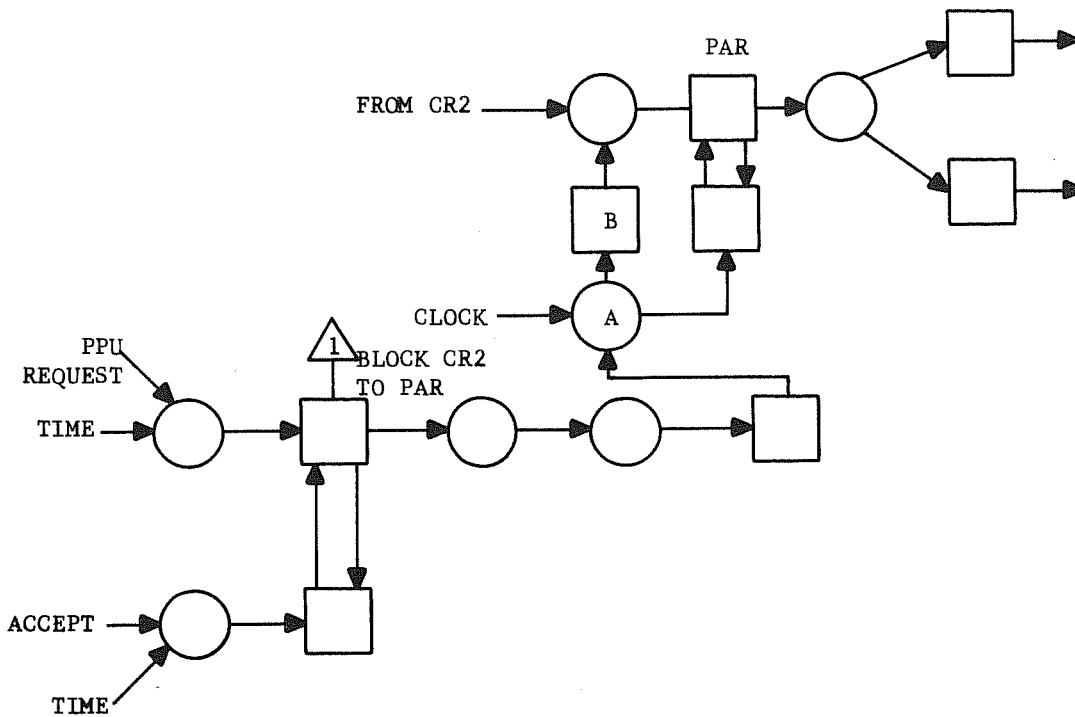 PAR
FROM CR2
B
CLOCK
A
1
PPU
REQUEST
BLOCK CR2
TO PAR
TIME
ACCEPT
TIME